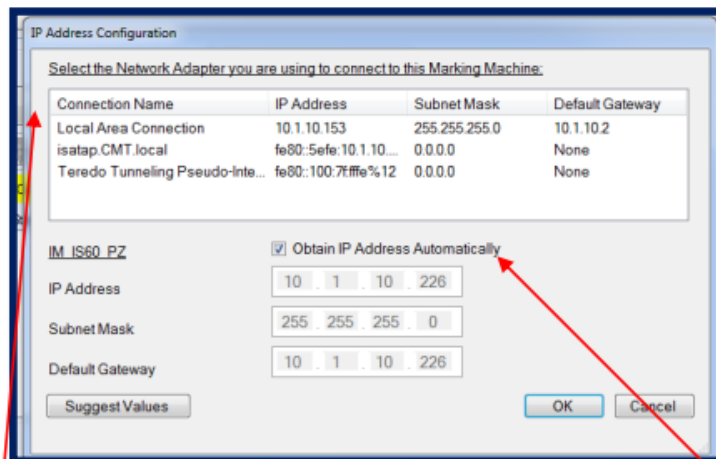 IP Address Configuration
Select the Network Adapter you are using to connect to this Marking Machine:
Connection Name IP Address Subnet Mask Default Gateway
Local Area Connection 10.1.10.153 255.255.255.0 10.1.10.2
isatap.CMT.local fe80::5efe:10.1.10.... 0.0.0.0 None
Teredo Tunneling Pseudo-Inte... fe80::100:7f:fffe%12 0.0.0.0 None
IM_IS60_PZ Obtain IP Address Automatically
IP Address 10 . 1 . 10 . 226
Subnet Mask 255 . 255 . 255 . 0
Default Gateway 10 . 1 . 10 . 226
Suggest Values OK Cancel